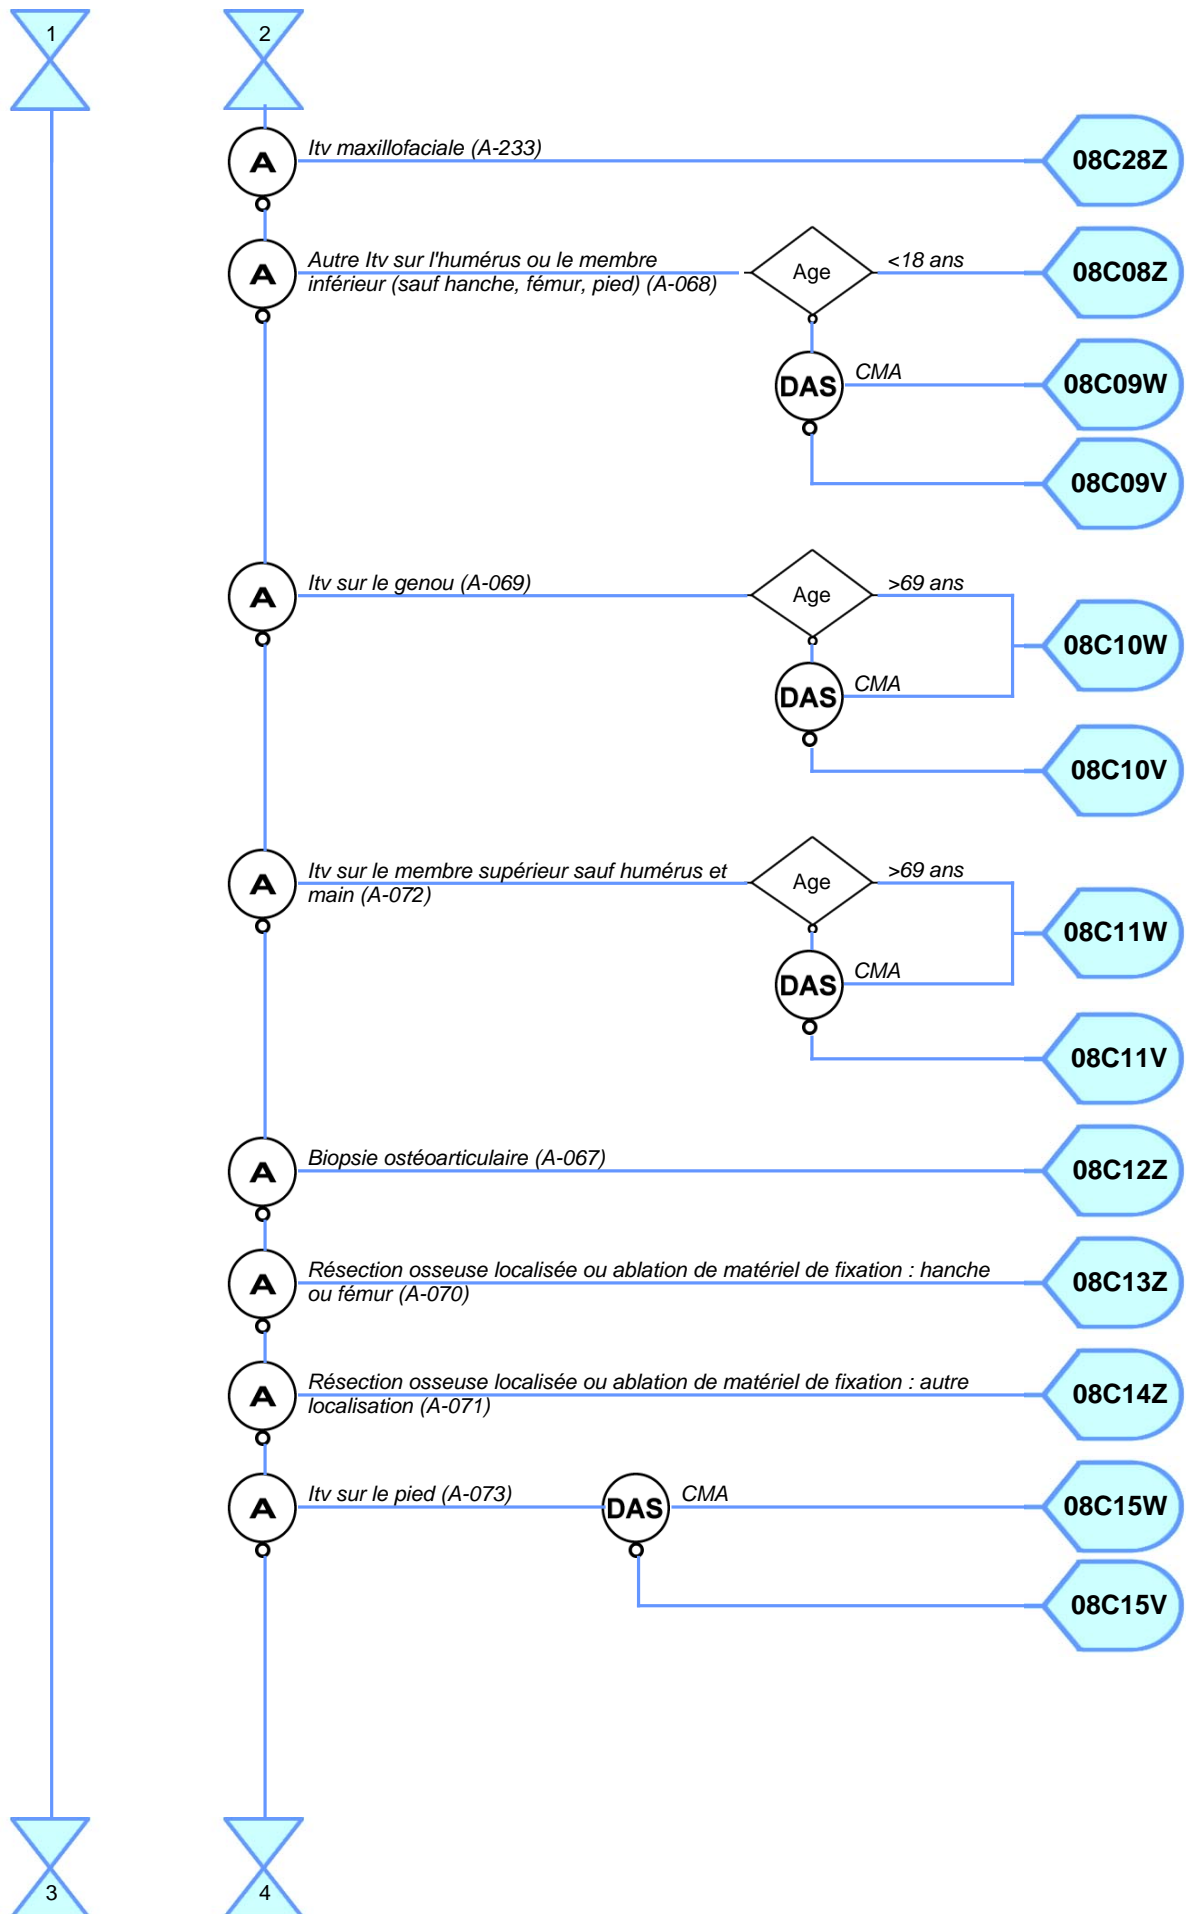 1
2
A
Itv maxillofaciale (A-233)
08C28Z
A
Autre Itv sur l'humérus ou le membre
inférieur (sauf hanche, fémur, pied) (A-068)
Age
<18 ans
08C08Z
DAS
CMA
08C09W
08C09V
A
Itv sur le genou (A-069)
Age
>69 ans
08C10W
DAS
CMA
08C10V
A
Itv sur le membre supérieur sauf humérus et
main (A-072)
Age
>69 ans
08C11W
DAS
CMA
08C11V
A
Biopsie ostéoarticulaire (A-067)
08C12Z
A
Résection osseuse localisée ou ablation de matériel de fixation : hanche
ou fémur (A-070)
08C13Z
A
Résection osseuse localisée ou ablation de matériel de fixation : autre
localisation (A-071)
08C14Z
A
Itv sur le pied (A-073)
DAS
CMA
08C15W
08C15V
3
4